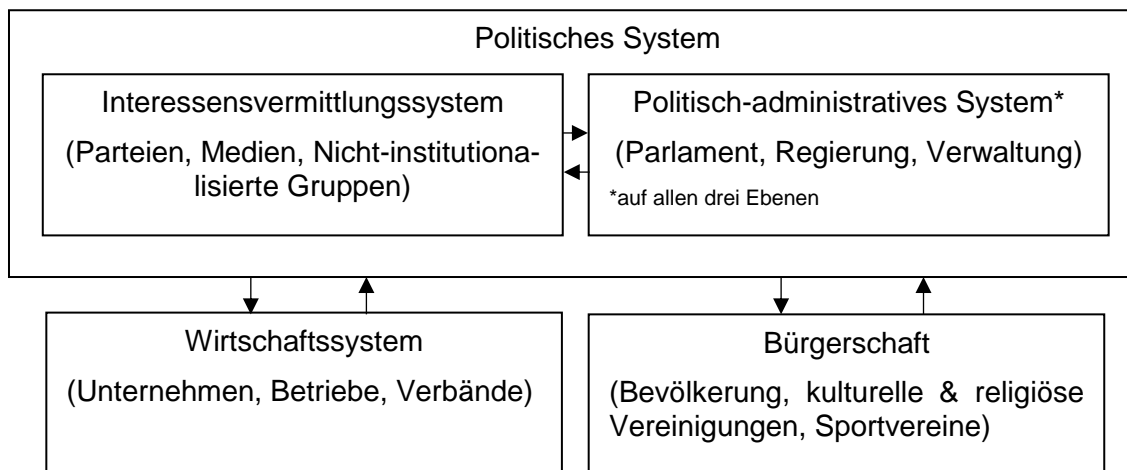 Politisches System
Interessensvermittlungssystem
(Parteien, Medien, Nicht-institutiona-
lisierte Gruppen)
Politisch-administratives System*
(Parlament, Regierung, Verwaltung)
*auf allen drei Ebenen
Wirtschaftssystem
(Unternehmen, Betriebe, Verbände)
Bürgerschaft
(Bevölkerung, kulturelle & religiöse
Vereinigungen, Sportvereine)